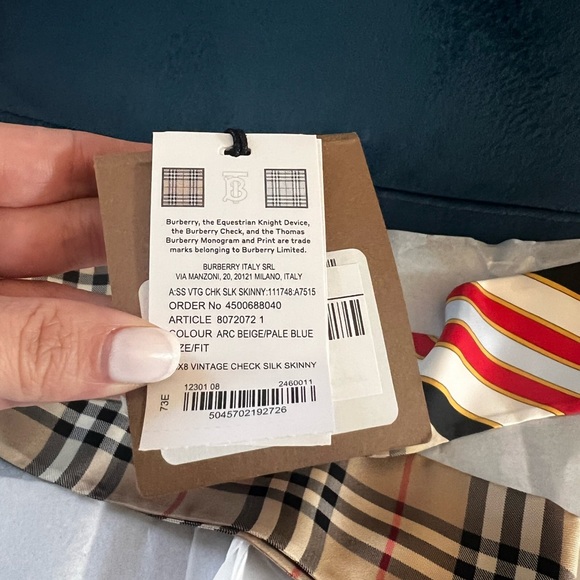 Burberry, the Equestrian Knight Device,
the Burberry Check, and the Thomas
Burberry Monogram and Print are trade
marks belonging to Burberry Limited.
BURBERRY ITALY SRL
VIA MANZONI, 20, 20121 MILANO, ITALY
A:SS VTG CHK SLK SKINNY:111748:A7515
ORDER No 4500688040
ARTICLE 8072072 1
COLOUR ARC BEIGE/PALE BLUE
ZE/FIT
X8 VINTAGE CHECK SILK SKINNY
12301 08 2460011
73E
5045702192726